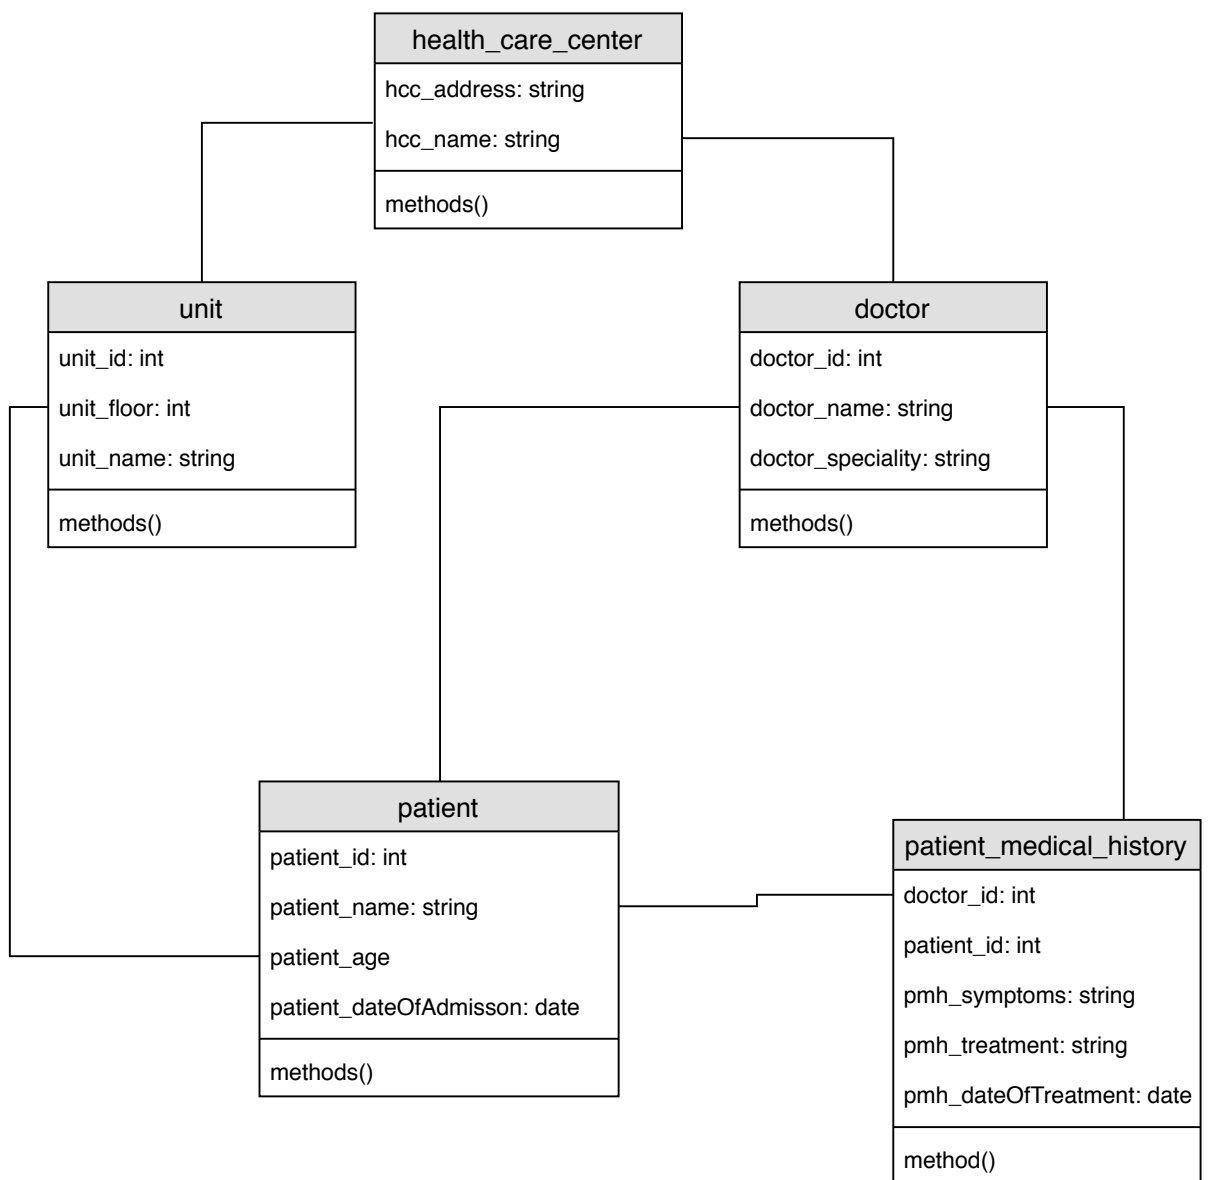 health_care_center
hcc_address: string
hcc_name: string
methods()
unit
unit_id: int
unit_floor: int
unit_name: string
methods()
doctor
doctor_id: int
doctor_name: string
doctor_speciality: string
methods()
patient
patient_id: int
patient_name: string
patient_age
patient_dateOfAdmisson: date
methods()
patient_medical_history
doctor_id: int
patient_id: int
pmh_symptoms: string
pmh_treatment: string
pmh_dateOfTreatment: date
method()